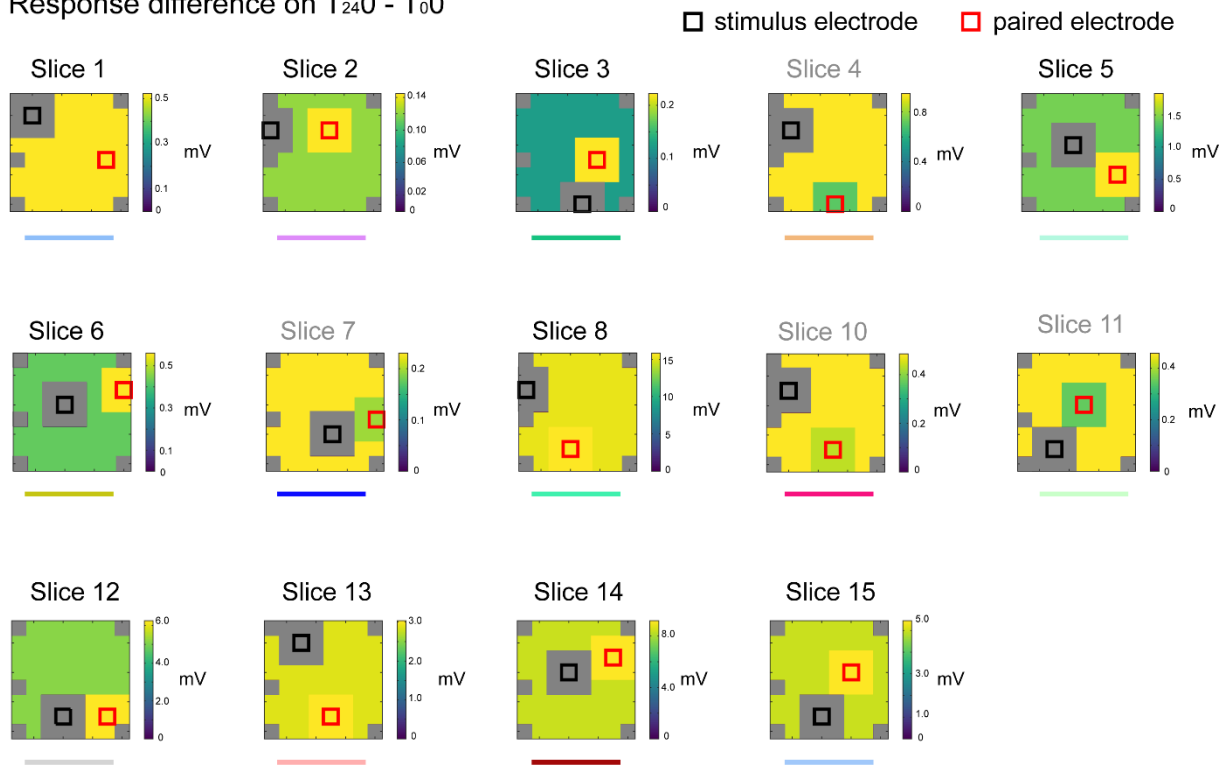 Response difference on T₂₄0 - T₀0
stimulus electrode paired electrode
Slice 1 Slice 2 Slice 3 Slice 4 Slice 5
0.5 0.3 0.1 0 mV
0.14 0.10 0.06 0.02 0 mV
0.2 0.1 0 mV
0.8 0.4 0 mV
1.5 1.0 0.5 0 mV
Slice 6 Slice 7 Slice 8 Slice 10 Slice 11
0.5 0.3 0.1 0 mV
0.2 0.1 0 mV
15 10 5 0 mV
0.4 0.2 0 mV
0.4 0.2 0 mV
Slice 12 Slice 13 Slice 14 Slice 15
6.0 4.0 2.0 0 mV
3.0 2.0 1.0 0 mV
8.0 4.0 0 mV
5.0 3.0 1.0 0 mV